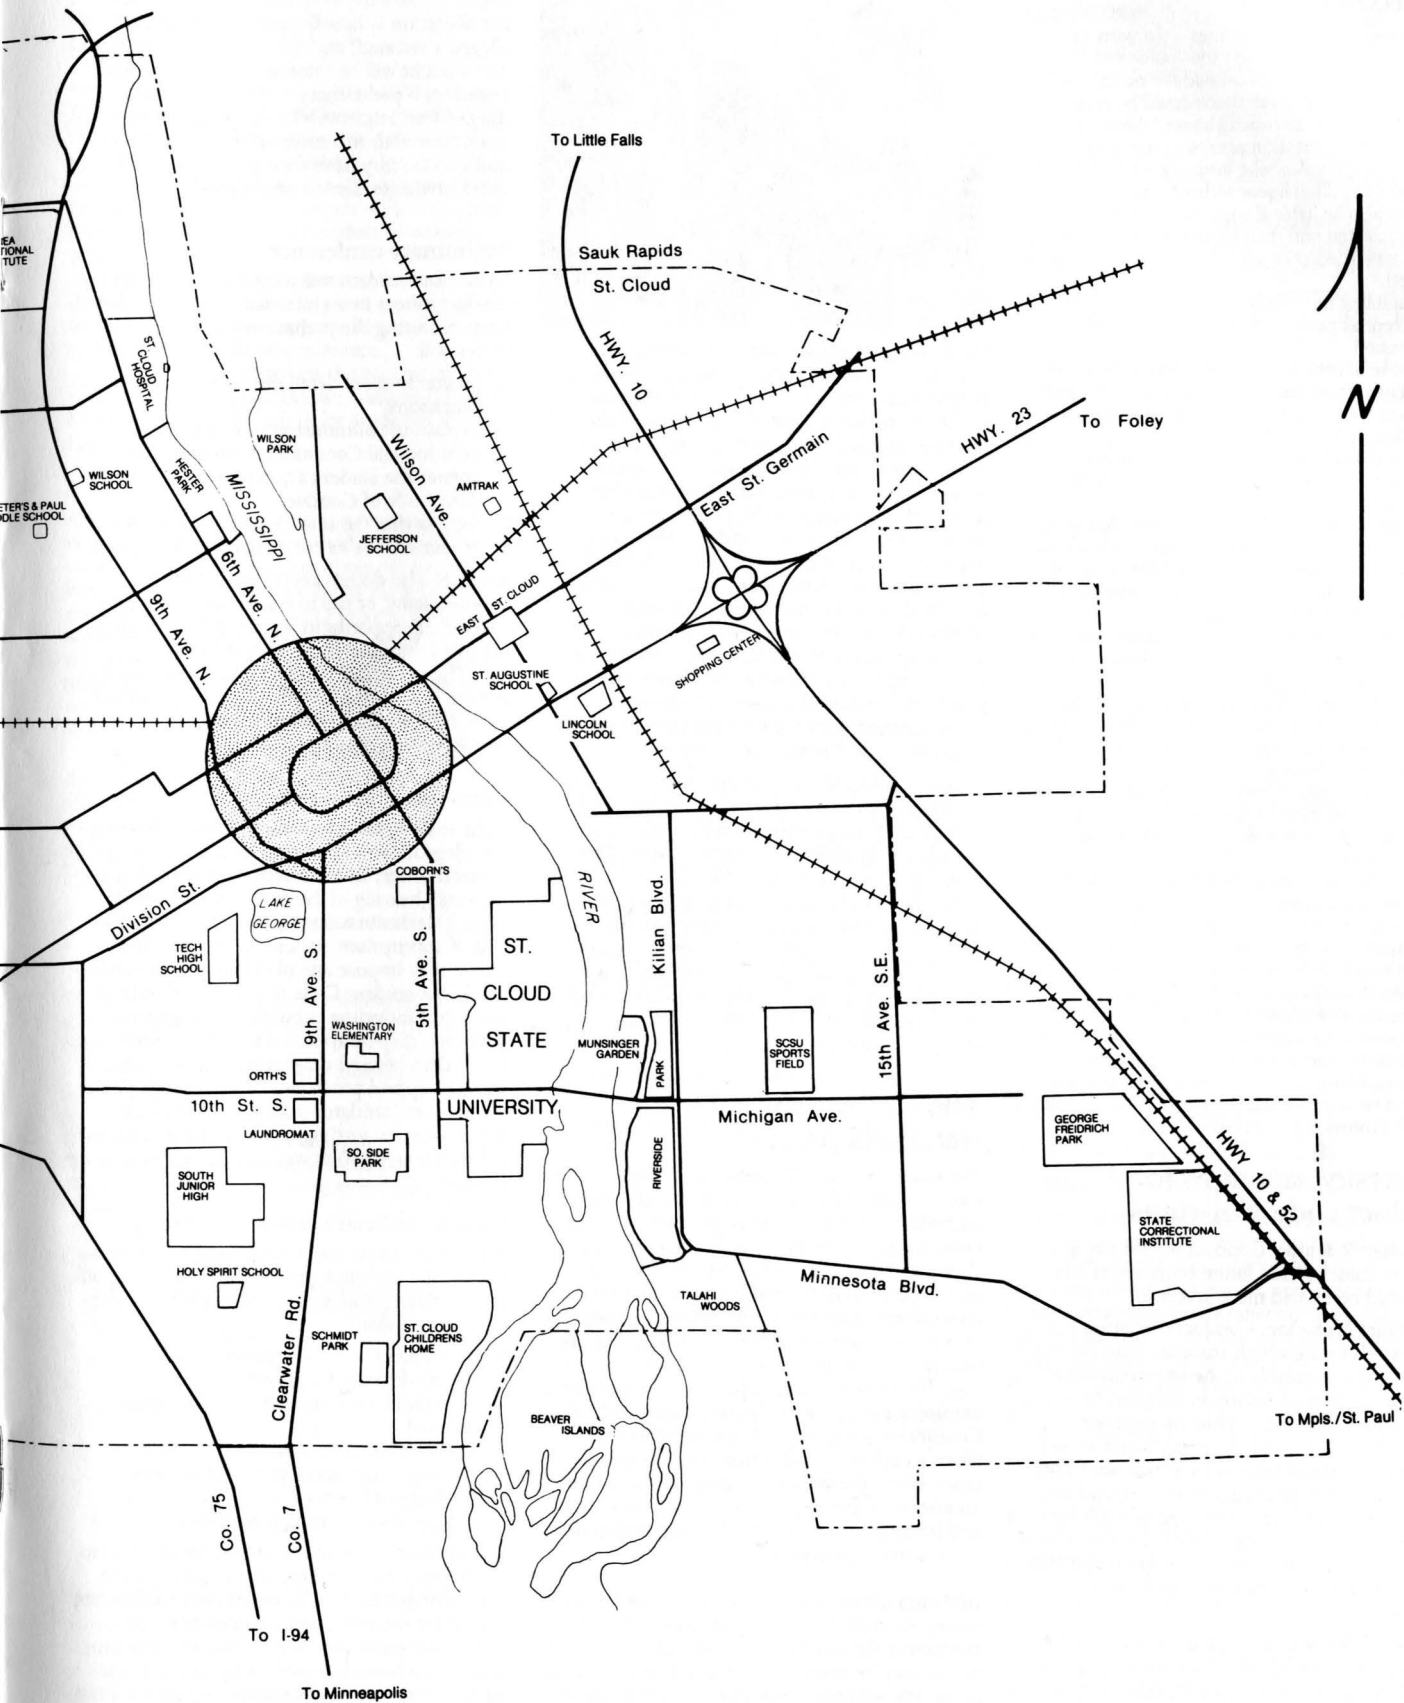 To Little Falls
Sauk Rapids
St. Cloud
HWY. 10
HWY. 23
To Foley
N
ST. CLOUD
HOSPITAL
WILSON
PARK
Wilson Ave.
AMTRAK
East St. Germain
WILSON
SCHOOL
HESTER
PARK
MISSISSIPPI
JEFFERSON
SCHOOL
6th Ave. N.
9th Ave. N.
EAST ST. CLOUD
ST. AUGUSTINE
SCHOOL
SHOPPING CENTER
LINCOLN
SCHOOL
COBORN'S
RIVER
Division St.
LAKE
GEORGE
TECH
HIGH
SCHOOL
9th Ave. S.
5th Ave. S.
ST.
CLOUD
STATE
UNIVERSITY
Kilian Blvd.
15th Ave. S.E.
WASHINGTON
ELEMENTARY
MUNSINGER
GARDEN
PARK
SCSU
SPORTS
FIELD
ORTH'S
10th St. S.
LAUNDROMAT
Michigan Ave.
GEORGE
FREIDRICH
PARK
HWY 10 & 52
SO. SIDE
PARK
SOUTH
JUNIOR
HIGH
RIVERSIDE
STATE
CORRECTIONAL
INSTITUTE
HOLY SPIRIT SCHOOL
TALAHI
WOODS
Minnesota Blvd.
Clearwater Rd.
SCHMIDT
PARK
ST. CLOUD
CHILDRENS
HOME
BEAVER
ISLANDS
To Mpls./St. Paul
Co. 75
Co. 7
To I-94
To Minneapolis